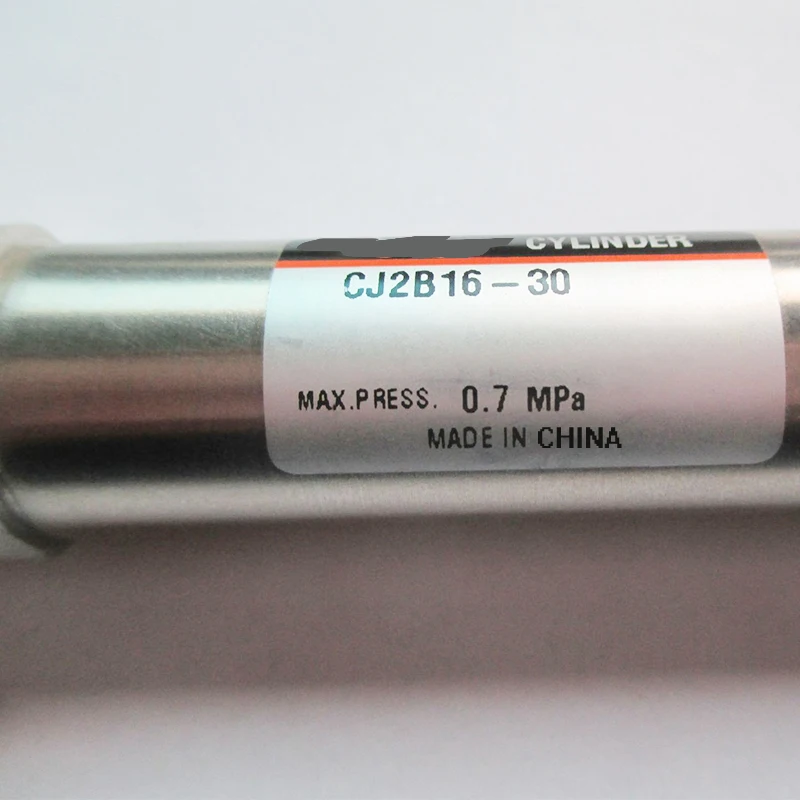 CYLINDER
CJ2B16-30
MAX.PRESS. 0.7 MPa
MADE IN CHINA